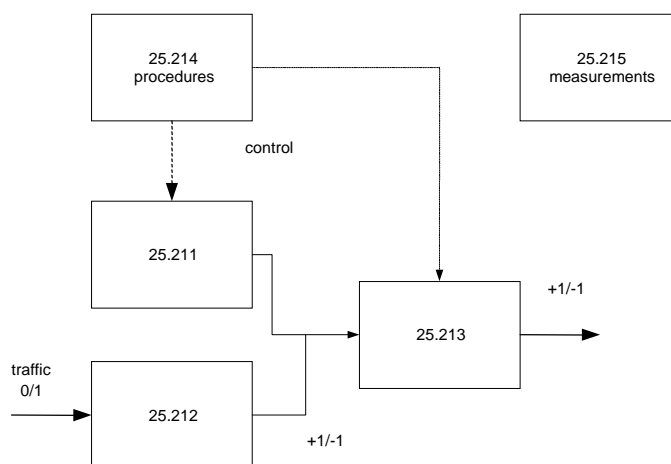 25.214
procedures
25.215
measurements
control
25.211
+1/-1
25.213
traffic
0/1
25.212
+1/-1